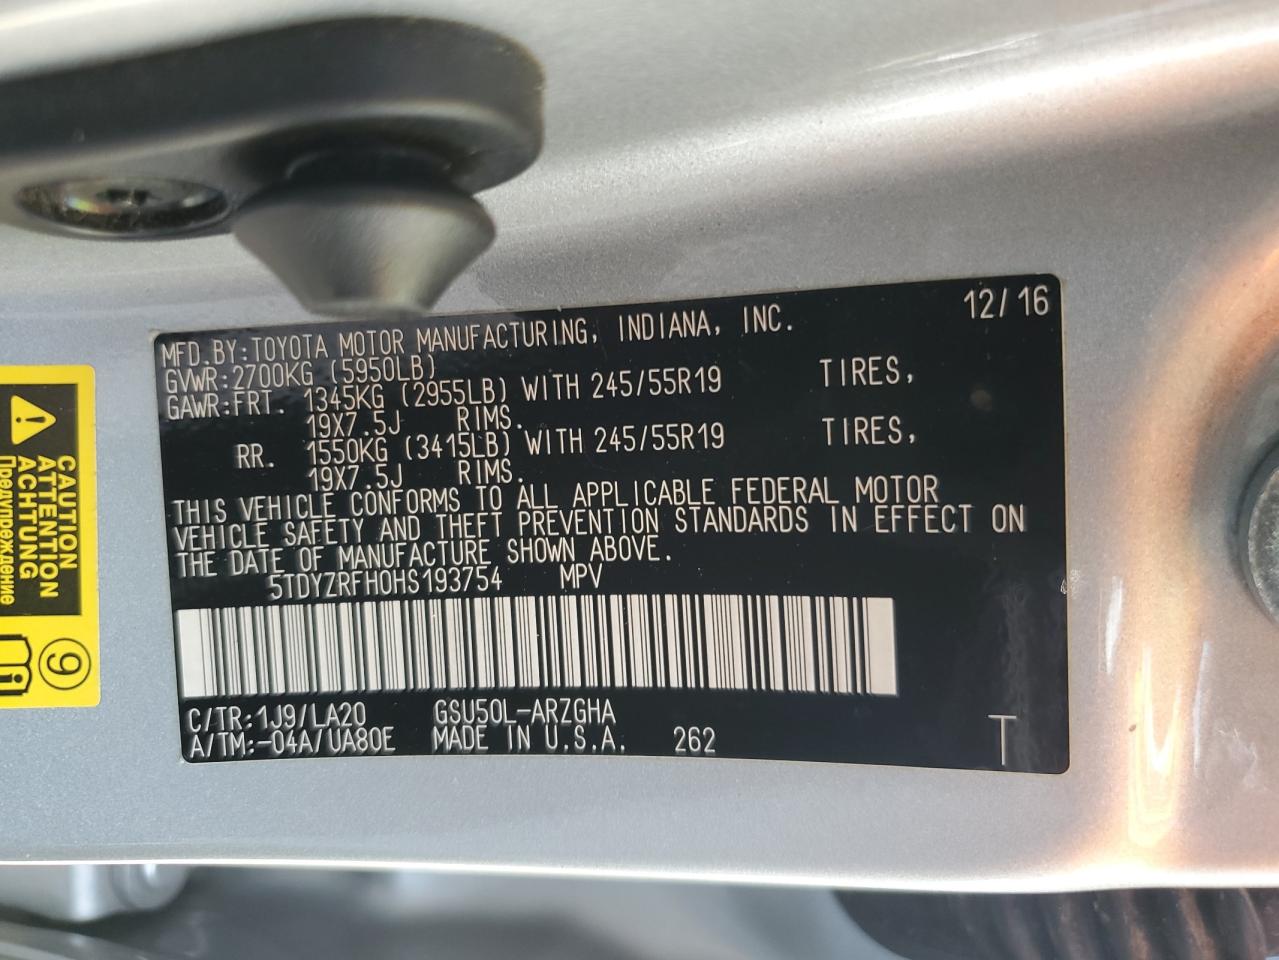 12/16
MFD.BY:TOYOTA MOTOR MANUFACTURING, INDIANA, INC.
GVWR:2700KG (5950LB)
GAWR:FRT. 1345KG (2955LB) WITH 245/55R19 TIRES,
19X7.5J RIMS.
RR. 1550KG (3415LB) WITH 245/55R19 TIRES,
19X7.5J RIMS.
THIS VEHICLE CONFORMS TO ALL APPLICABLE FEDERAL MOTOR
VEHICLE SAFETY AND THEFT PREVENTION STANDARDS IN EFFECT ON
THE DATE OF MANUFACTURE SHOWN ABOVE.
5TDYZRFH0HS193754 MPV
C/TR:1J9/LA20 GSU50L-ARZGHA
A/TM:-04A/UA80E MADE IN U.S.A. 262 T
CAUTION
ATTENTION
ACHTUNG
Предупреждение
9